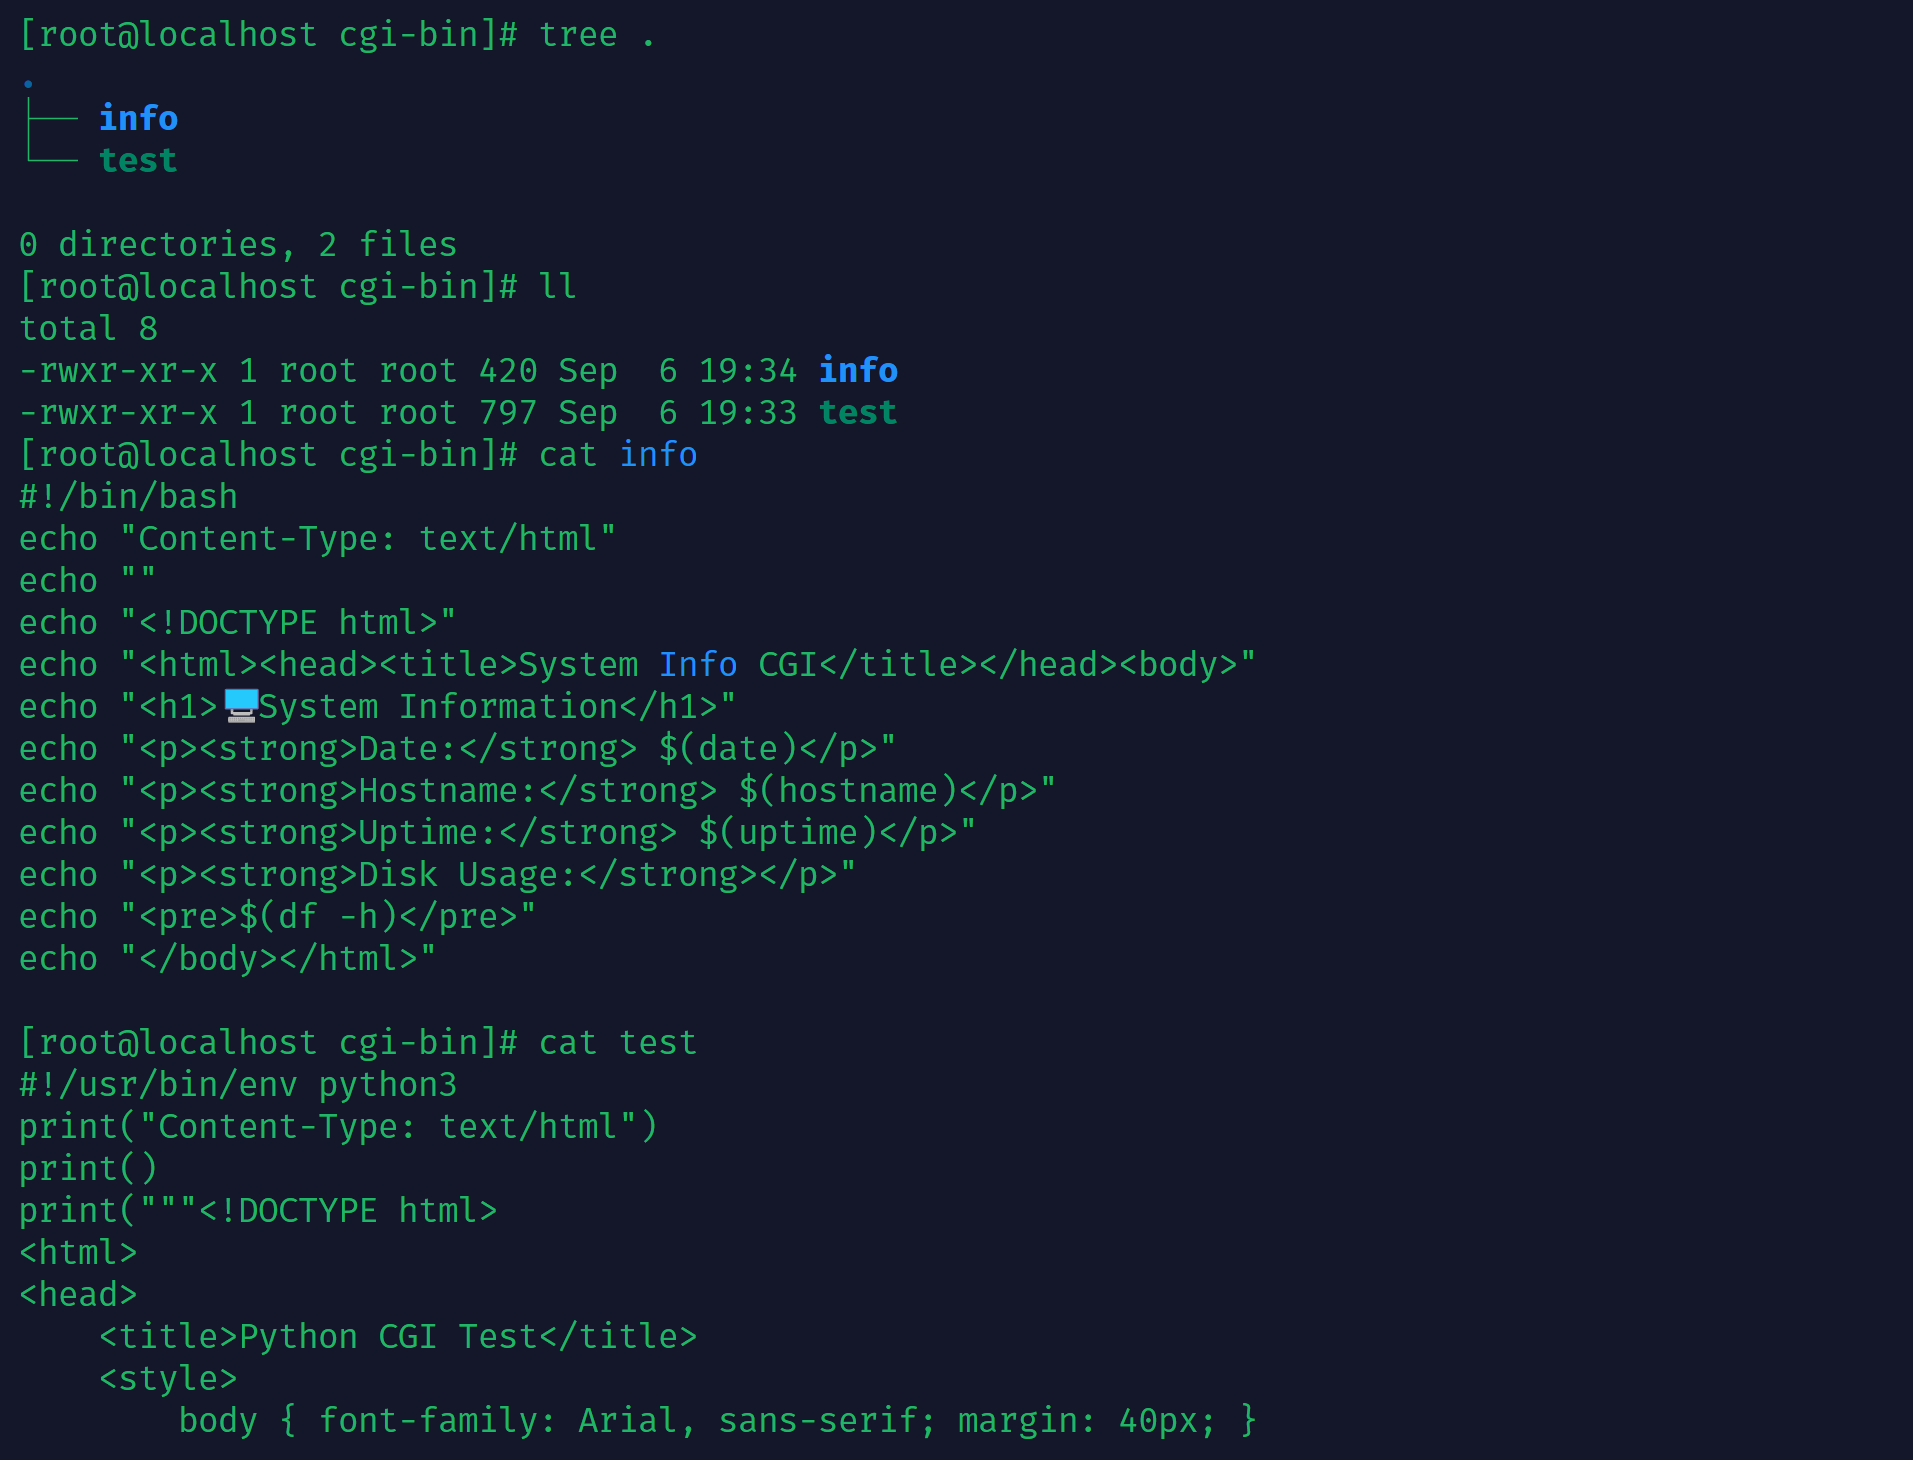 [root@localhost cgi-bin]# tree .
.
├── info
└── test

0 directories, 2 files
[root@localhost cgi-bin]# ll
total 8
-rwxr-xr-x 1 root root 420 Sep  6 19:34 info
-rwxr-xr-x 1 root root 797 Sep  6 19:33 test
[root@localhost cgi-bin]# cat info
#!/bin/bash
echo "Content-Type: text/html"
echo ""
echo "<!DOCTYPE html>"
echo "<html><head><title>System Info CGI</title></head><body>"
echo "<h1>🖥️System Information</h1>"
echo "<p><strong>Date:</strong> $(date)</p>"
echo "<p><strong>Hostname:</strong> $(hostname)</p>"
echo "<p><strong>Uptime:</strong> $(uptime)</p>"
echo "<p><strong>Disk Usage:</strong></p>"
echo "<pre>$(df -h)</pre>"
echo "</body></html>"

[root@localhost cgi-bin]# cat test
#!/usr/bin/env python3
print("Content-Type: text/html")
print()
print("""<!DOCTYPE html>
<html>
<head>
    <title>Python CGI Test</title>
    <style>
        body { font-family: Arial, sans-serif; margin: 40px; }